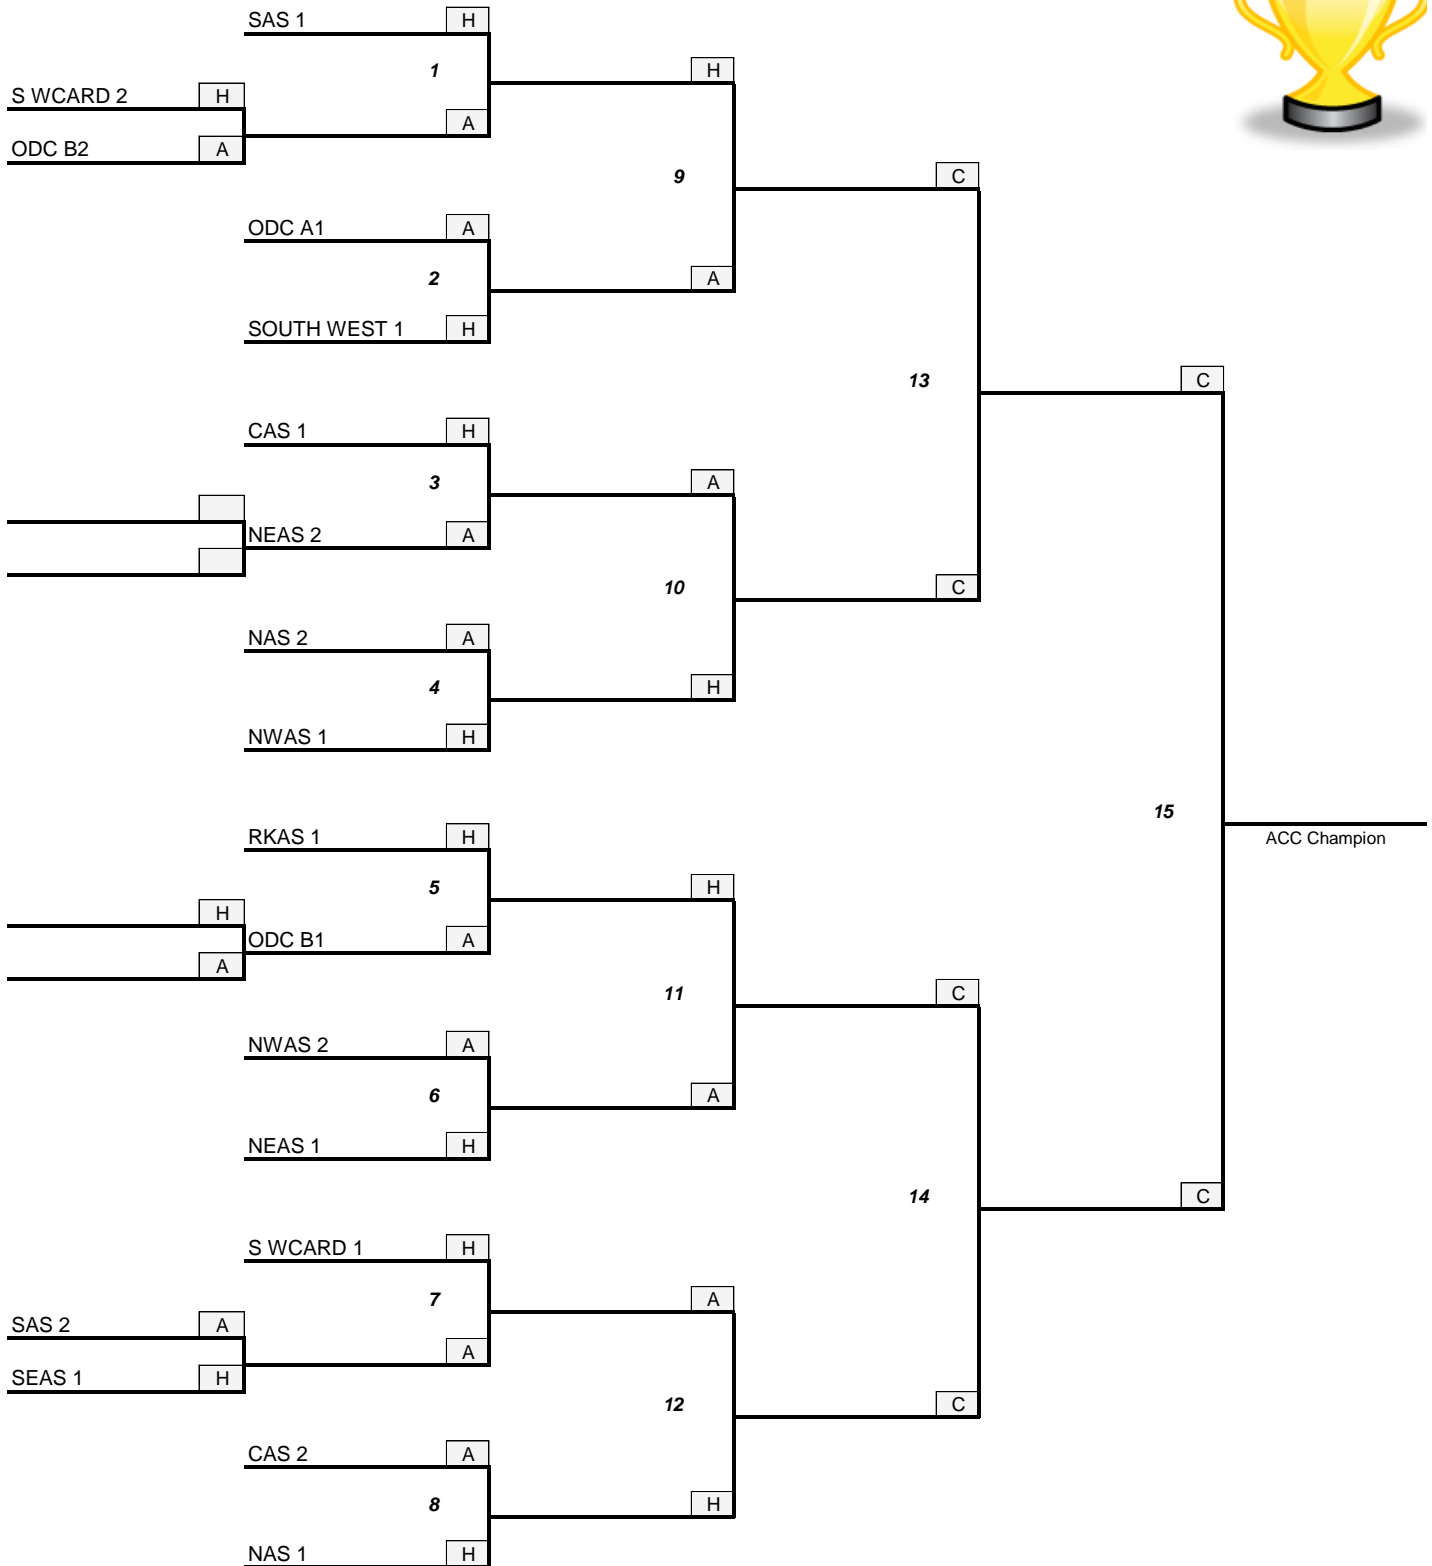 SAS 1 H
1 H
S WCARD 2 H
A
ODC B2 A
9 C
ODC A1 A
2 A
SOUTH WEST 1 H
13 C
CAS 1 H
3 A
NEAS 2 A
10 C
NAS 2 A
4 H
NWAS 1 H
15
RKAS 1 H
ACC Champion
5 H
H
ODC B1 A
A
11 C
NWAS 2 A
6 A
NEAS 1 H
14 C
S WCARD 1 H
7 A
SAS 2 A
A
SEAS 1 H
12 C
CAS 2 A
8 H
NAS 1 H